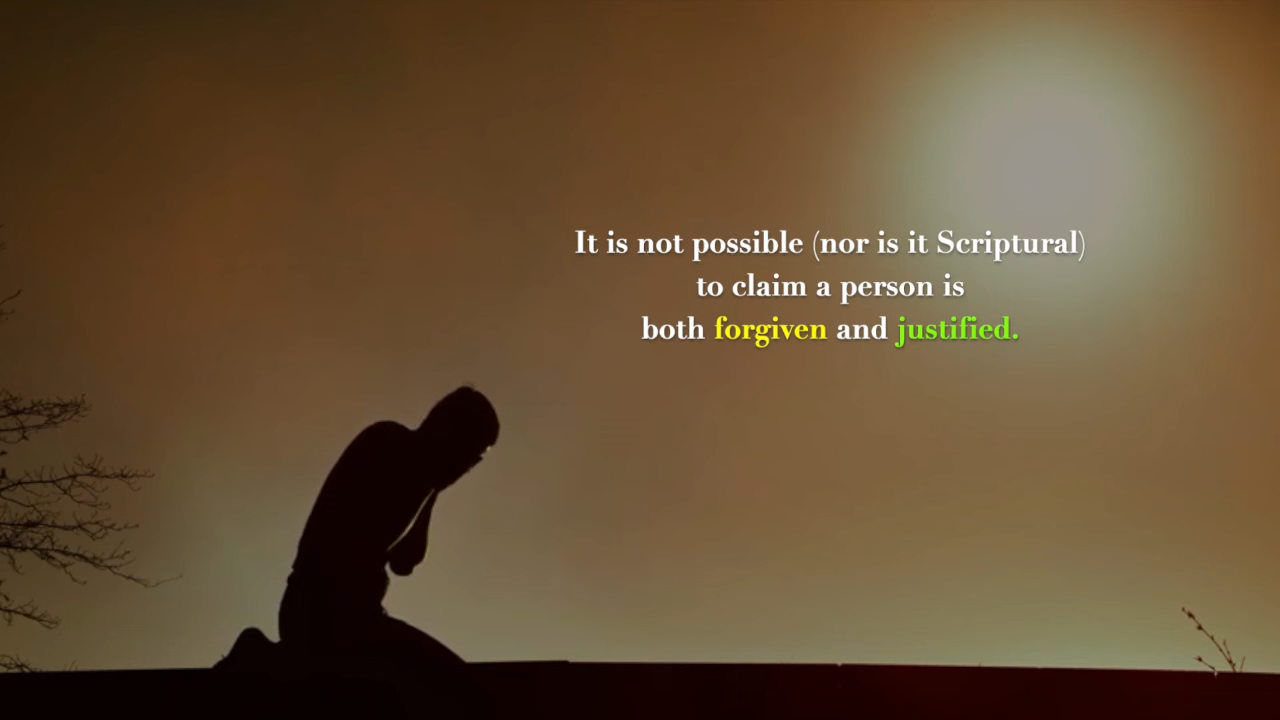 It is not possible (nor is it Scriptural)
to claim a person is
both forgiven and justified.